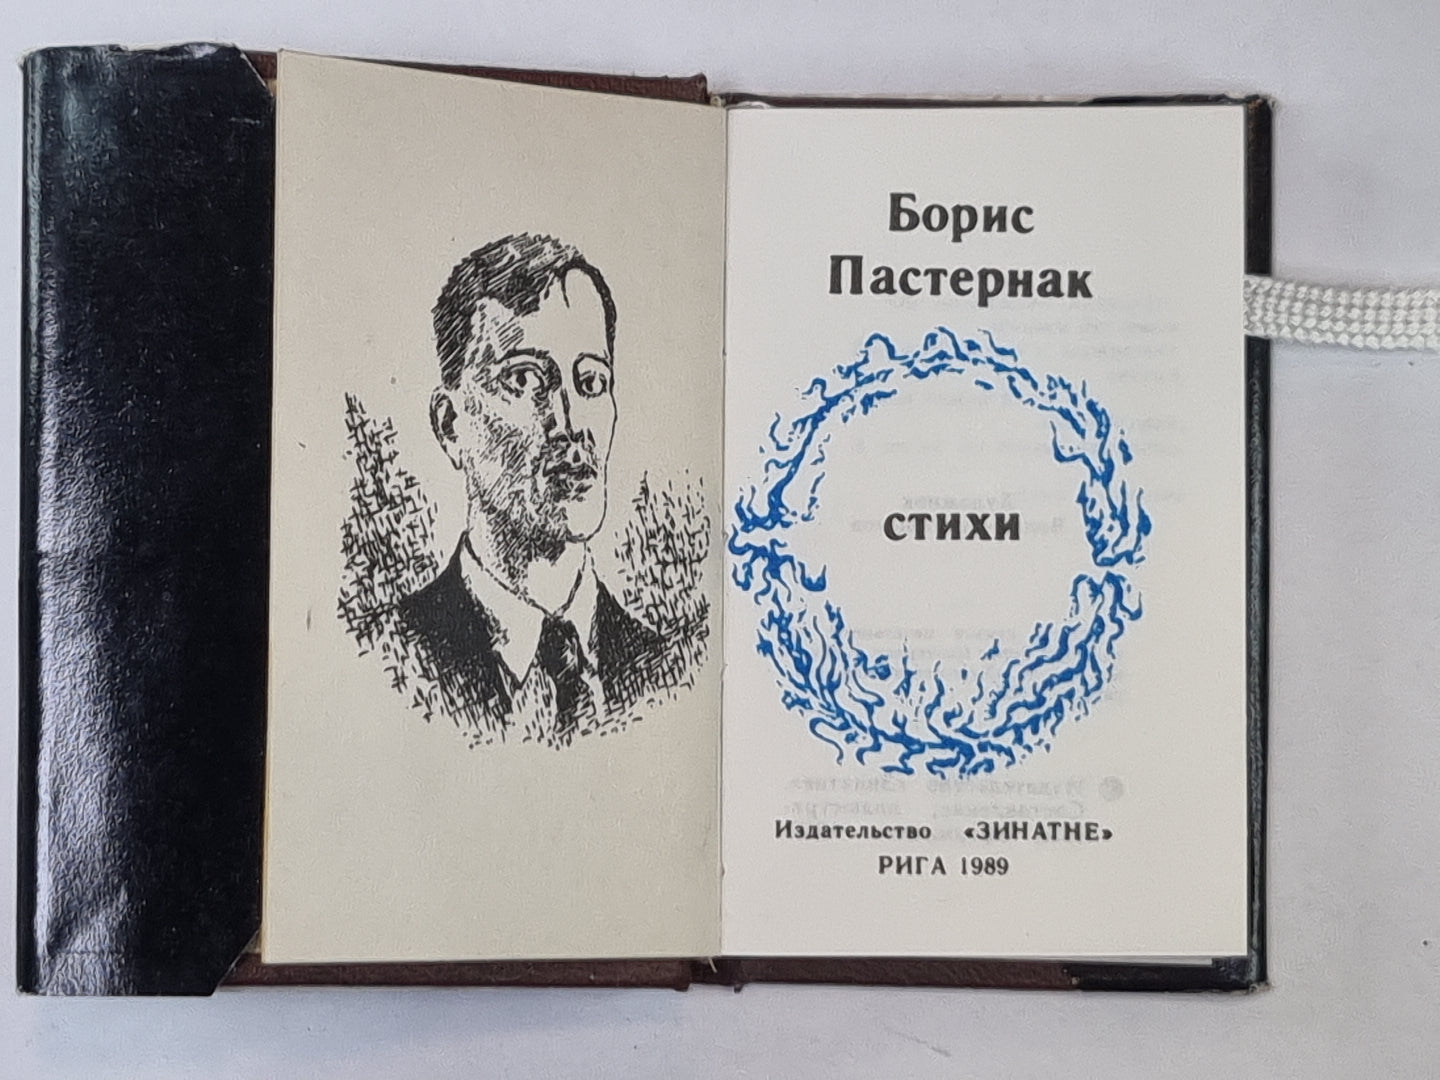 Борис
Пастернак
СТИХИ
Издательство «ЗИНАТНЕ»
РИГА 1989